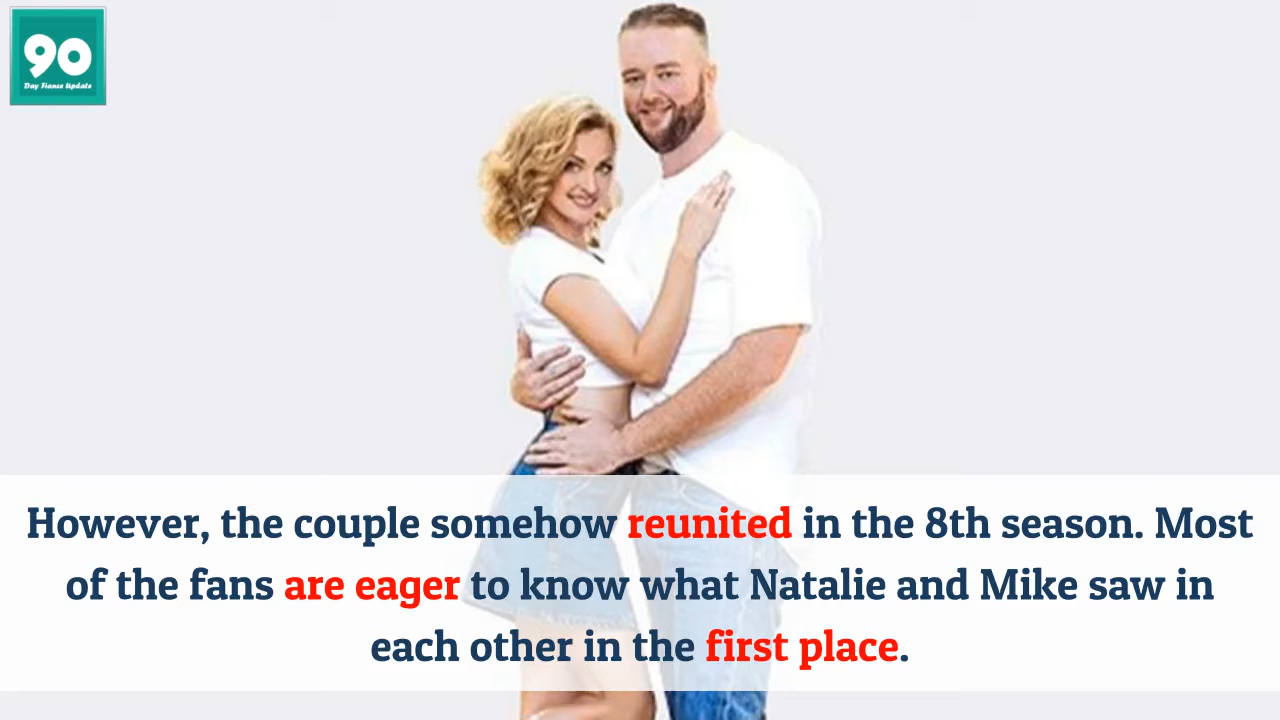 90
Day Fiance Update
However, the couple somehow reunited in the 8th season. Most
of the fans are eager to know what Natalie and Mike saw in
each other in the first place.